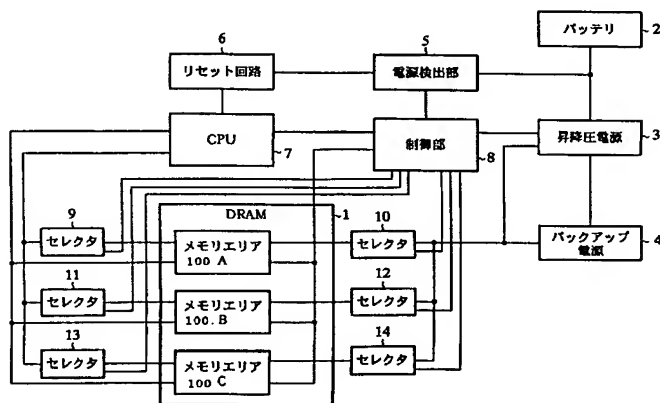 バッテリ
2
6
リセット回路
5
電源検出部
CPU
7
制御部
8
昇降圧電源
3
DRAM
1
9
セレクタ
メモリエリア
100 A
10
セレクタ
バックアップ
電源
4
11
セレクタ
メモリエリア
100.B
12
セレクタ
13
セレクタ
メモリエリア
100 C
14
セレクタ